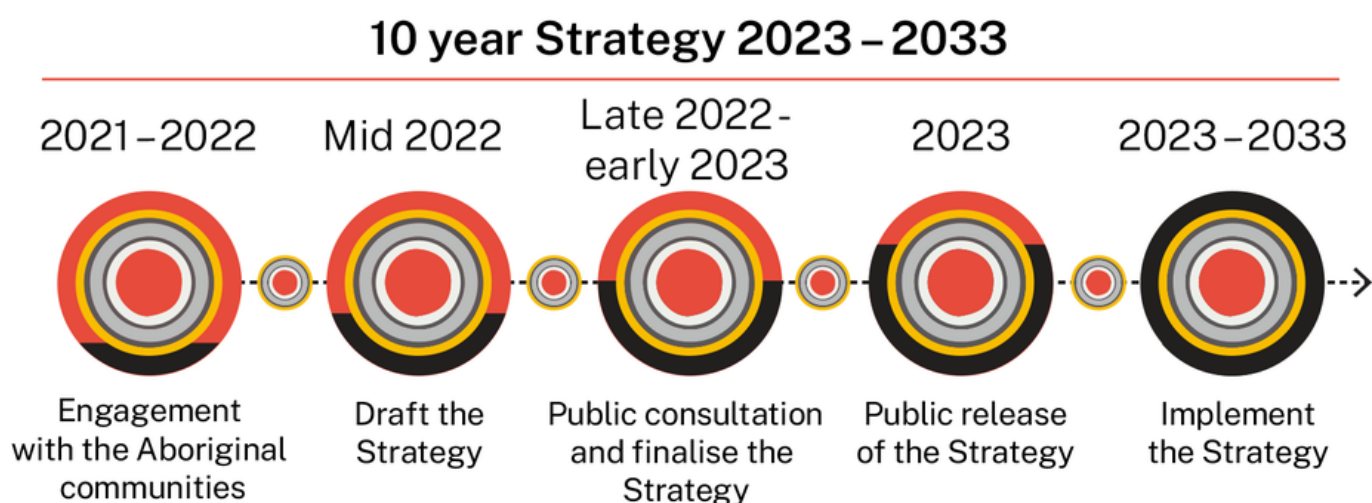 10 year Strategy 2023 – 2033
2021 – 2022
Engagement
with the Aboriginal
communities
Mid 2022
Draft the
Strategy
Late 2022 -
early 2023
Public consultation
and finalise the
Strategy
2023
Public release
of the Strategy
2023 – 2033
Implement
the Strategy